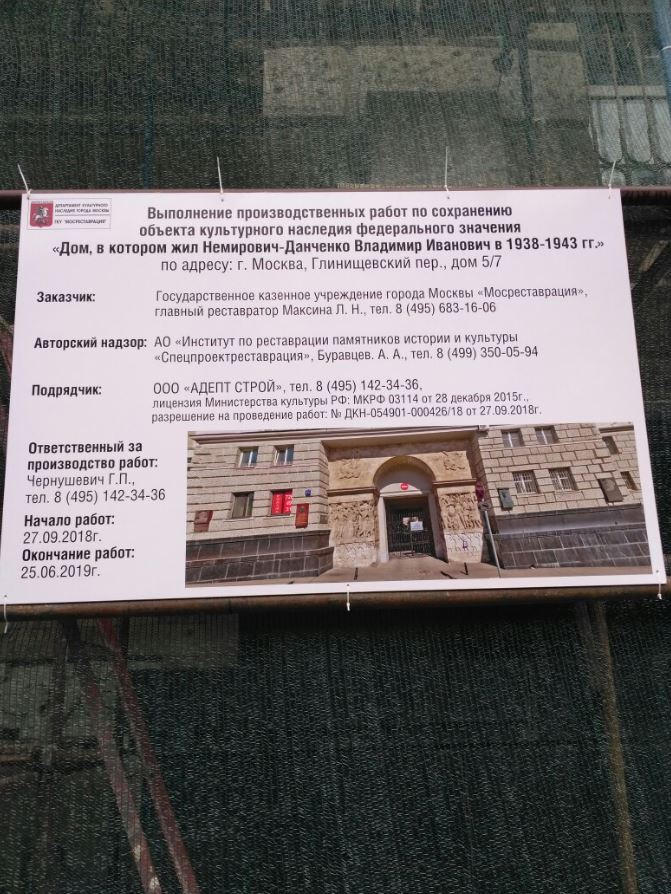 ДЕПАРТАМЕНТ КУЛЬТУРНОГО
НАСЛЕДИЯ ГОРОДА МОСКВЫ
ГКУ "МОСРЕСТАВРАЦИЯ"
Выполнение производственных работ по сохранению
объекта культурного наследия федерального значения
«Дом, в котором жил Немирович-Данченко Владимир Иванович в 1938-1943 гг.»
по адресу: г. Москва, Глинищевский пер., дом 5/7
Заказчик: Государственное казенное учреждение города Москвы «Мосреставрация»,
главный реставратор Максина Л. Н., тел. 8 (495) 683-16-06
Авторский надзор: АО «Институт по реставрации памятников истории и культуры
«Спецпроектреставрация», Буравцев. А. А., тел. 8 (499) 350-05-94
Подрядчик: ООО «АДЕПТ СТРОЙ», тел. 8 (495) 142-34-36,
лицензия Министерства культуры РФ: МКРФ 03114 от 28 декабря 2015г.,
разрешение на проведение работ: № ДКН-054901-000426/18 от 27.09.2018г.
Ответственный за
производство работ:
Чернушевич Г.П.,
тел. 8 (495) 142-34-36
Начало работ:
27.09.2018г.
Окончание работ:
25.06.2019г.